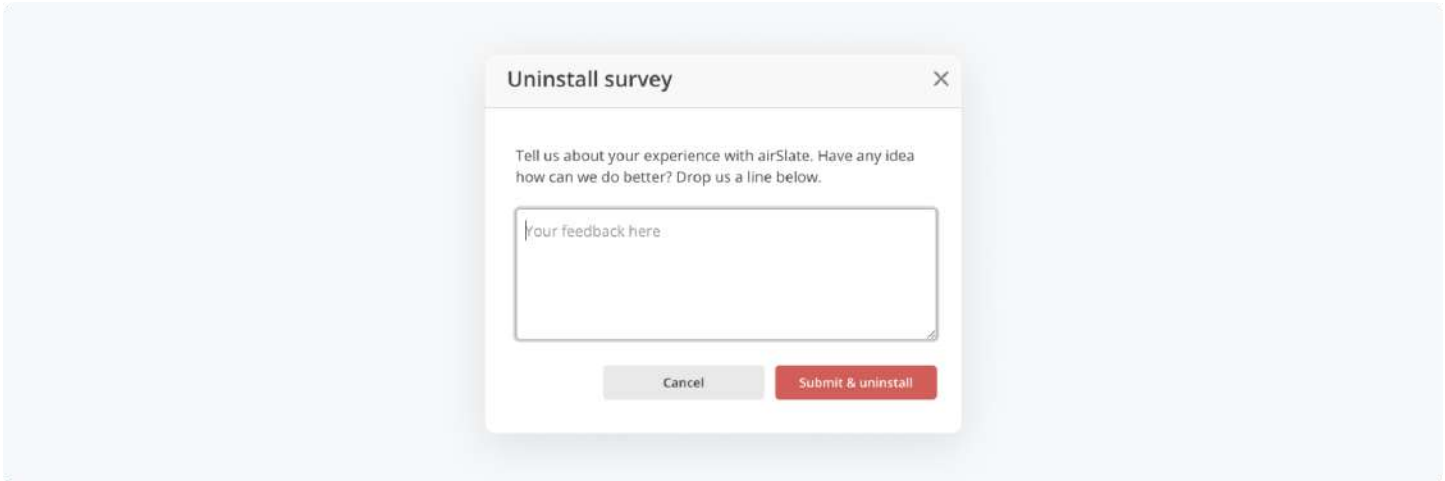 Uninstall survey
Tell us about your experience with airSlate. Have any idea
how can we do better? Drop us a line below.
Your feedback here
Cancel
Submit & uninstall